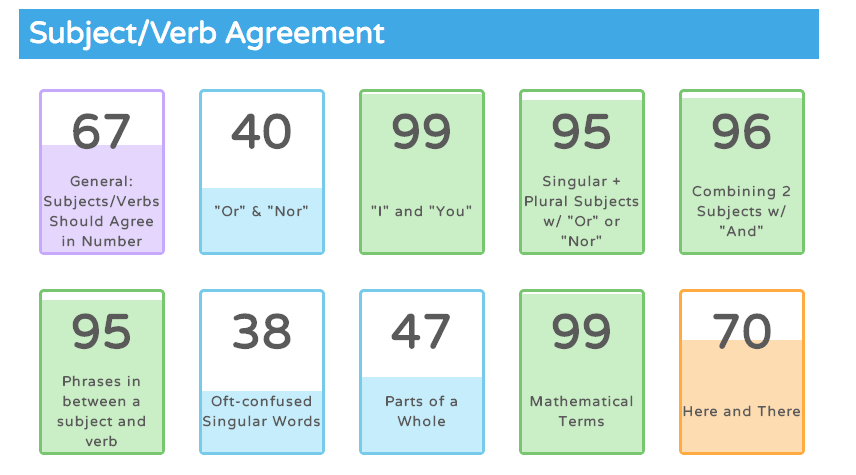 Subject/Verb Agreement
67
General:
Subjects/Verbs
Should Agree
in Number
40
"Or" & "Nor"
99
"I" and "You"
95
Singular +
Plural Subjects
w/ "Or" or
"Nor"
96
Combining 2
Subjects w/
"And"
95
Phrases in
between a
subject and
verb
38
Oft-confused
Singular Words
47
Parts of a
Whole
99
Mathematical
Terms
70
Here and There